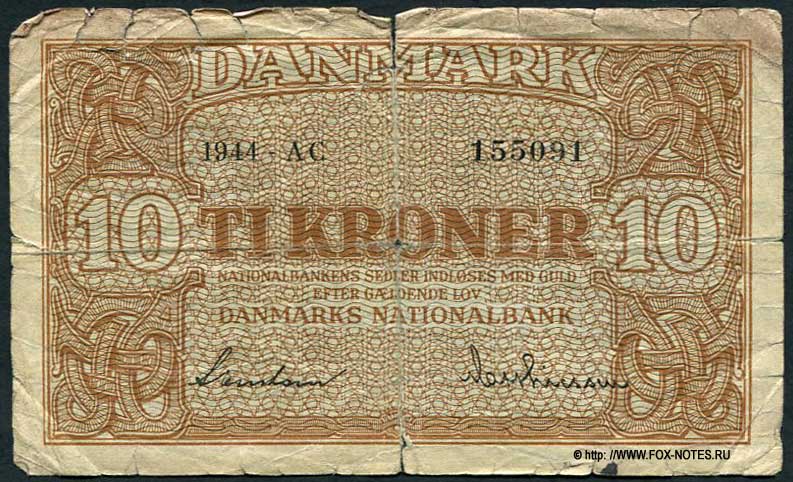 DANMARK
1944 - AC 155091
10 TI KRONER 10
NATIONALBANKENS SEDLER INDLØSES MED GULD
EFTER GÆLDENDE LOV
DANMARKS NATIONALBANK
Svendsen
© http: //www.FOX-NOTES.RU